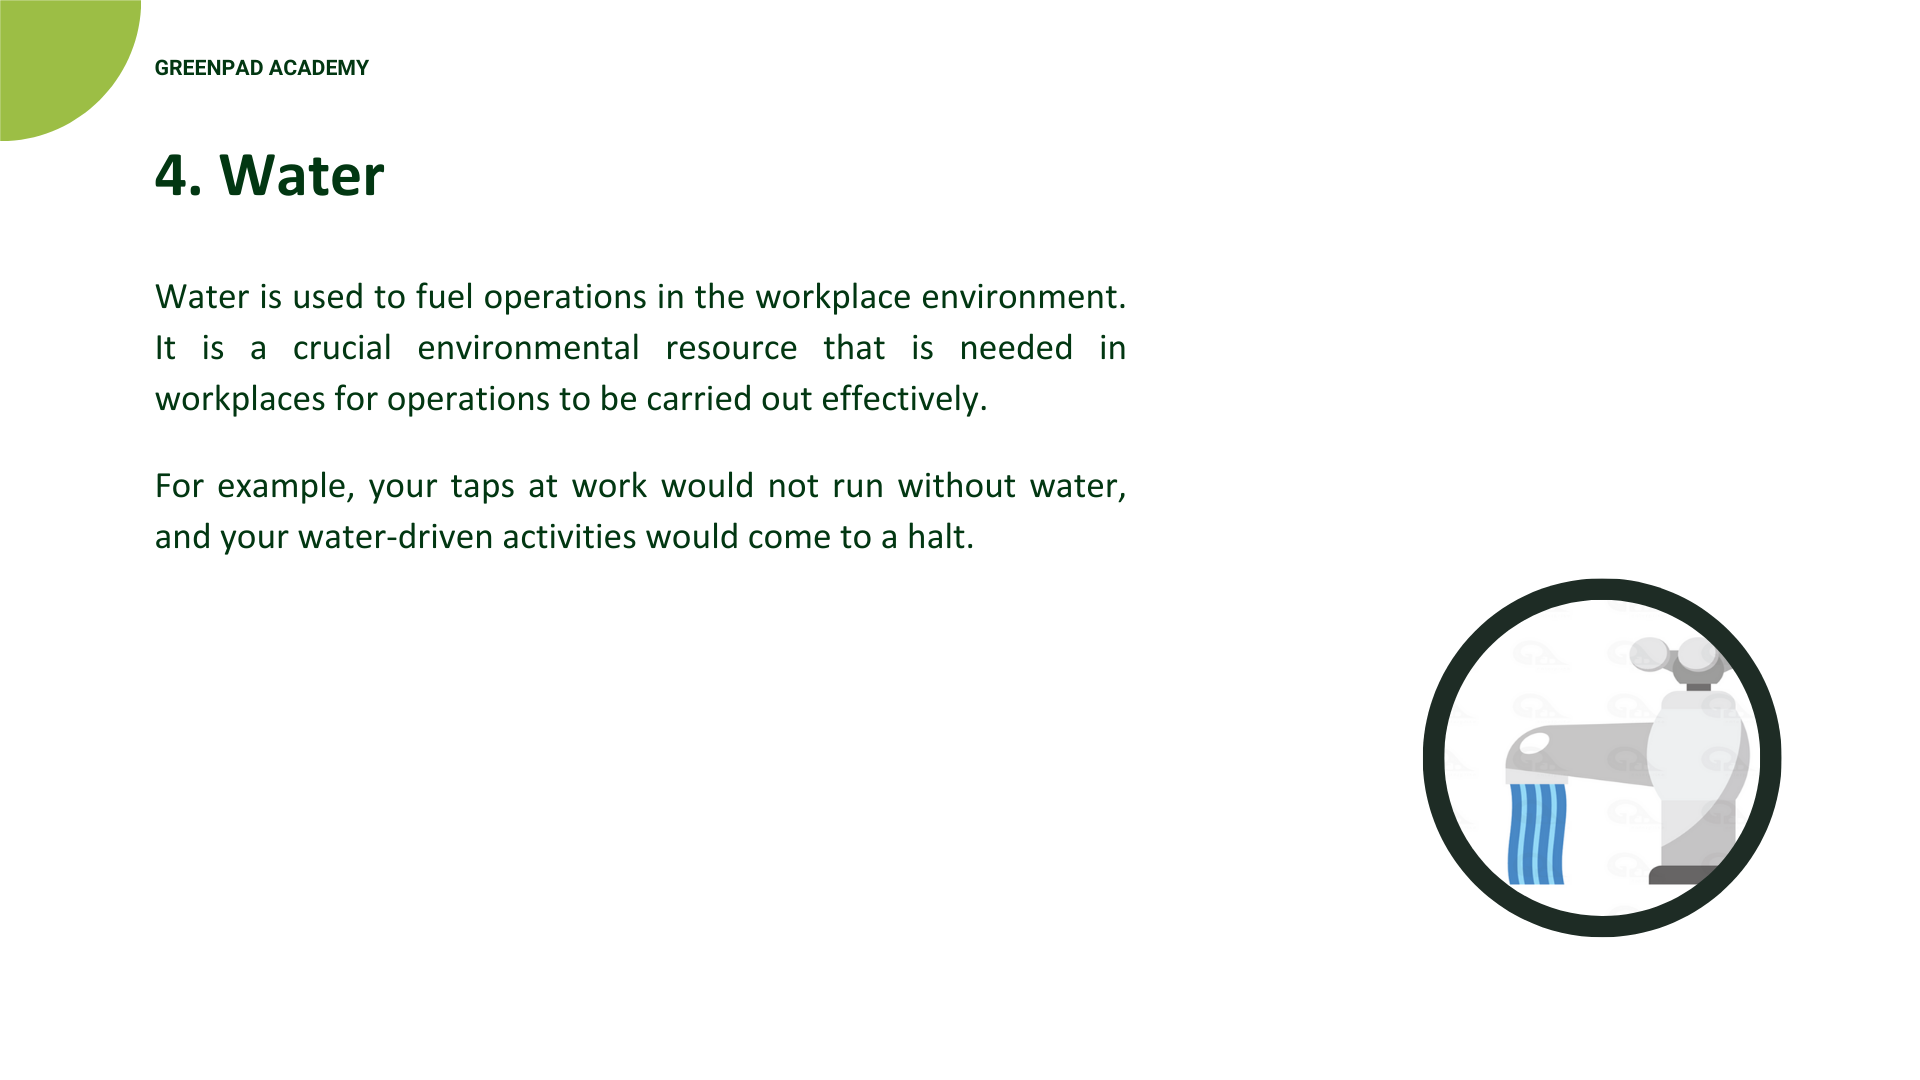 GREENPAD ACADEMY
4. Water
Water is used to fuel operations in the workplace environment.
It is a crucial environmental resource that is needed in
workplaces for operations to be carried out effectively.
For example, your taps at work would not run without water,
and your water-driven activities would come to a halt.